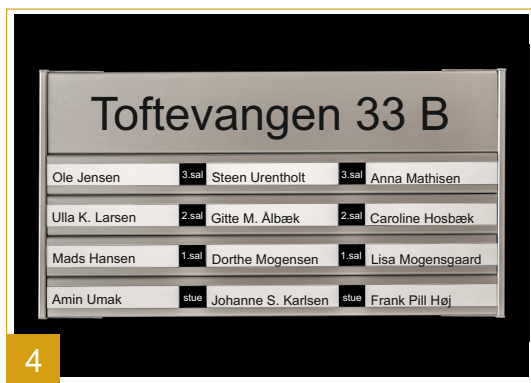 Toftevangen 33 B
Ole Jensen 3.sal Steen Urentholt 3.sal Anna Mathisen
Ulla K. Larsen 2.sal Gitte M. Ålbæk 2.sal Caroline Hosbæk
Mads Hansen 1.sal Dorthe Mogensen 1.sal Lisa Mogensgaard
Amin Umak stue Johanne S. Karlsen stue Frank Pill Høj
4